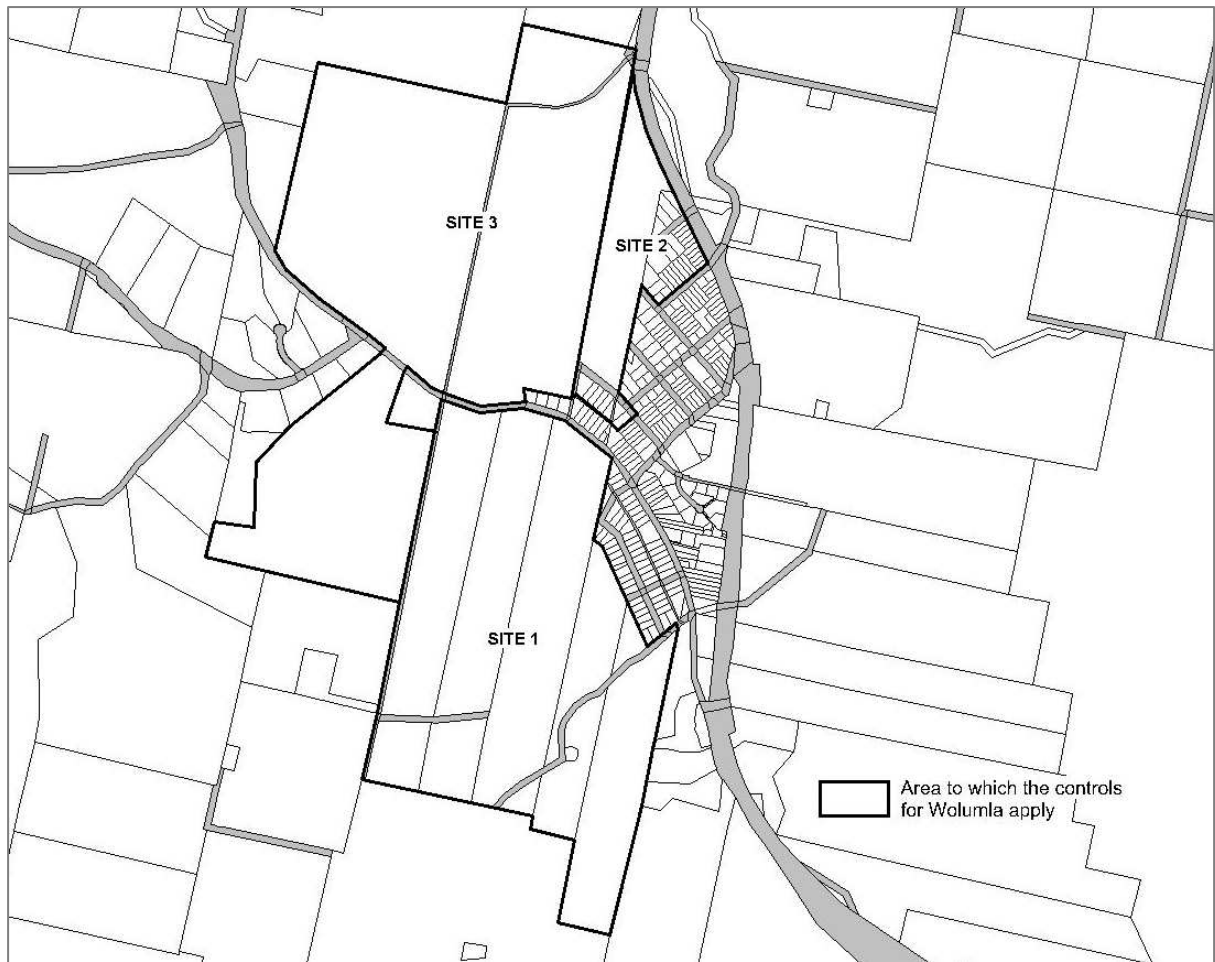 SITE 3
SITE 2
SITE 1
Area to which the controls
for Wolumla apply